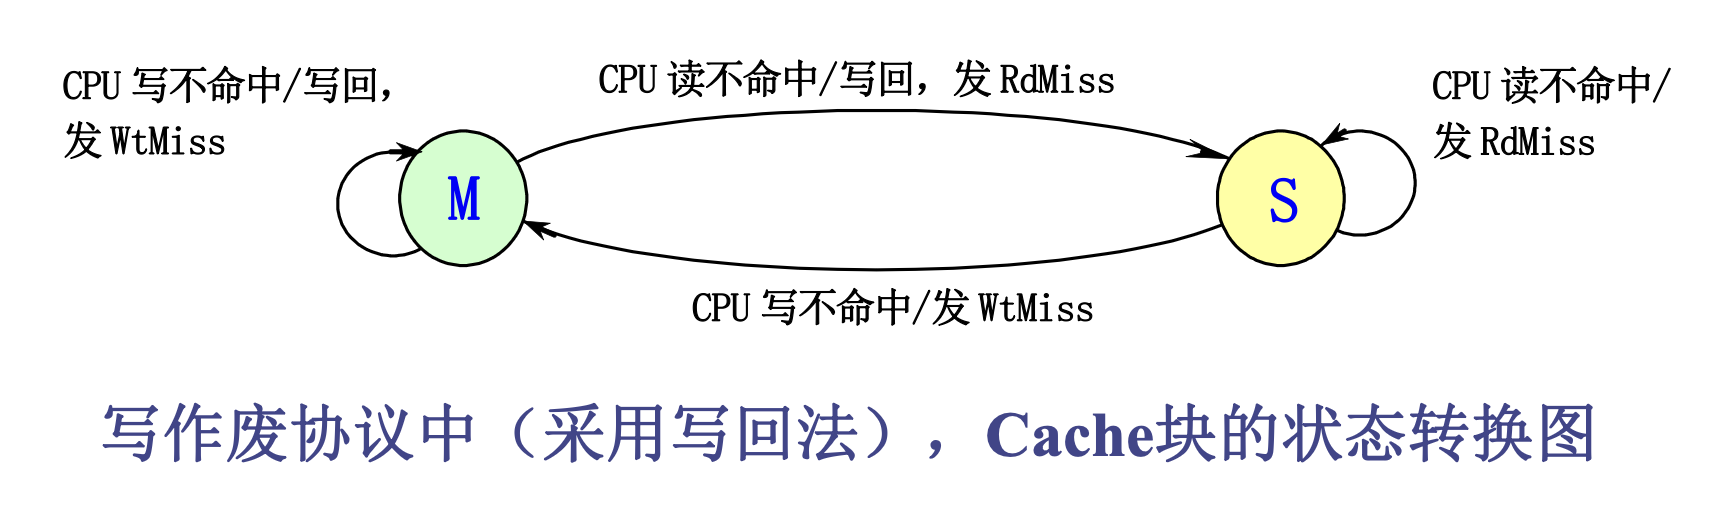 CPU 写不命中/写回，
发 WtMiss
CPU 读不命中/写回，发 RdMiss
CPU 读不命中/
发 RdMiss
M
S
CPU 写不命中/发 WtMiss
写作废协议中（采用写回法），Cache块的状态转换图